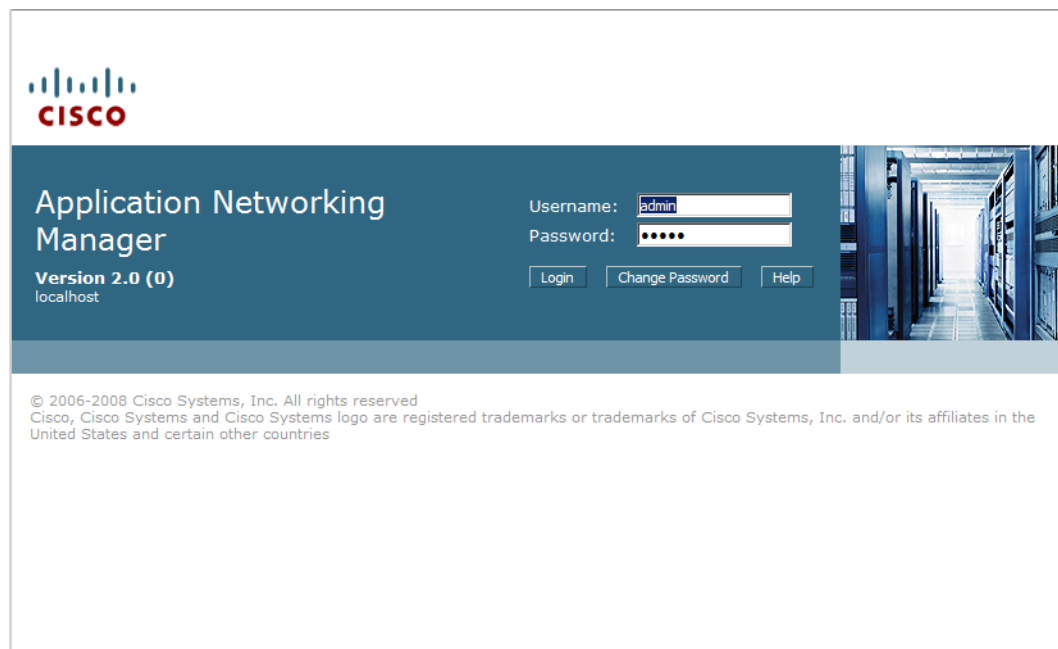 CISCO
Application Networking
Manager
Version 2.0 (0)
localhost
Username: admin
Password: •••••
Login Change Password Help
© 2006-2008 Cisco Systems, Inc. All rights reserved
Cisco, Cisco Systems and Cisco Systems logo are registered trademarks or trademarks of Cisco Systems, Inc. and/or its affiliates in the
United States and certain other countries